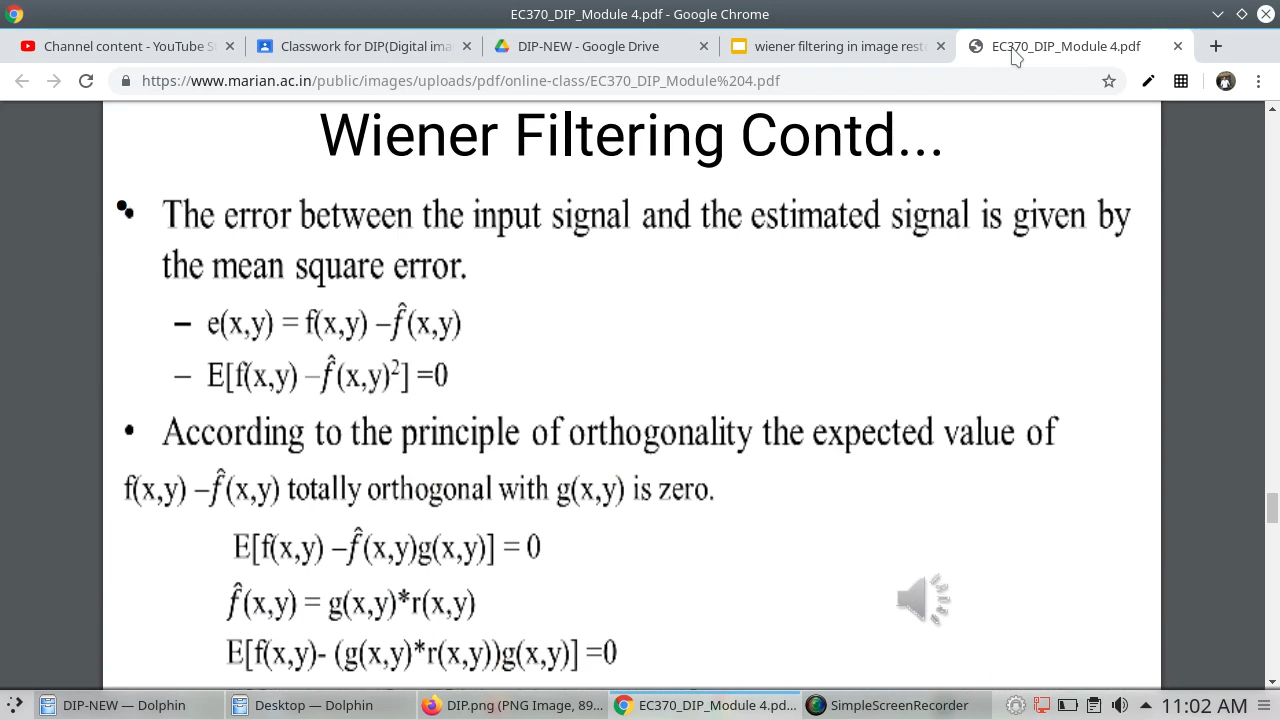 EC370_DIP_Module 4.pdf - Google Chrome
Channel content - YouTube S
Classwork for DIP(Digital ima
DIP-NEW - Google Drive
wiener filtering in image rest
EC370_DIP_Module 4.pdf
https://www.marian.ac.in/public/images/uploads/pdf/online-class/EC370_DIP_Module%204.pdf
Wiener Filtering Contd...
• The error between the input signal and the estimated signal is given by
the mean square error.
– e(x,y) = f(x,y) –f̂(x,y)
– E[f(x,y) –f̂(x,y)²] =0
• According to the principle of orthogonality the expected value of
f(x,y) –f̂(x,y) totally orthogonal with g(x,y) is zero.
E[f(x,y) –f̂(x,y)g(x,y)] = 0
f̂(x,y) = g(x,y)*r(x,y)
E[f(x,y)- (g(x,y)*r(x,y))g(x,y)] =0
DIP-NEW — Dolphin
Desktop — Dolphin
DIP.png (PNG Image, 89...
EC370_DIP_Module 4.pd...
SimpleScreenRecorder
11:02 AM